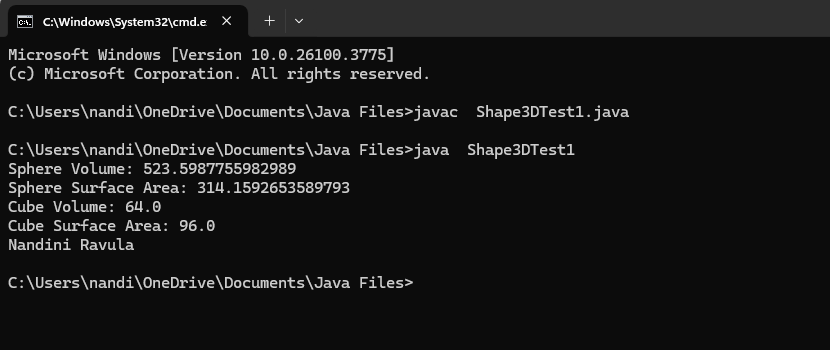 C:\Windows\System32\cmd.e:
Microsoft Windows [Version 10.0.26100.3775]
(c) Microsoft Corporation. All rights reserved.
C:\Users\nandi\OneDrive\Documents\Java Files>javac  Shape3DTest1.java
C:\Users\nandi\OneDrive\Documents\Java Files>java  Shape3DTest1
Sphere Volume: 523.5987755982989
Sphere Surface Area: 314.1592653589793
Cube Volume: 64.0
Cube Surface Area: 96.0
Nandini Ravula
C:\Users\nandi\OneDrive\Documents\Java Files>